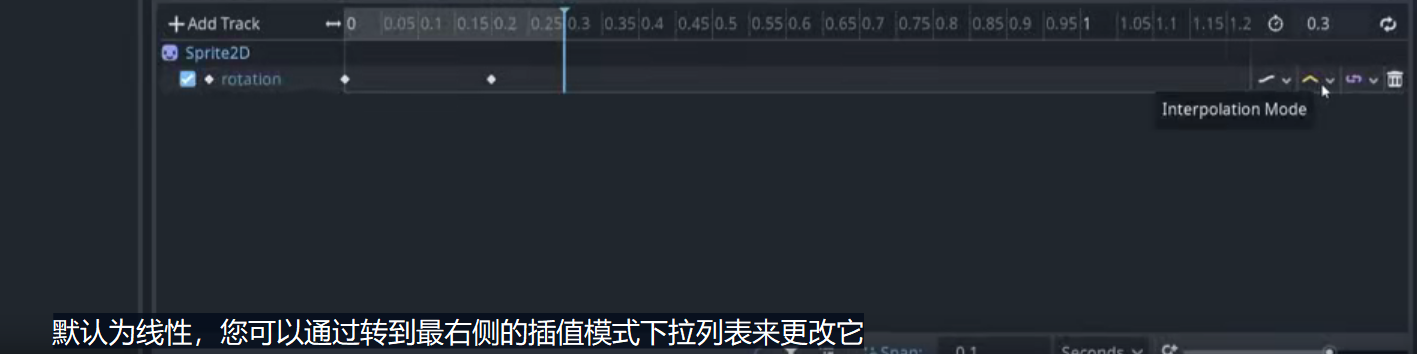 Add Track 0 0.05 0.1 0.15 0.2 0.25 0.3 0.35 0.4 0.45 0.5 0.55 0.6 0.65 0.7 0.75 0.8 0.85 0.9 0.95 1 1.05 1.1 1.15 1.2 0.3
Sprite2D
rotation
Interpolation Mode
默认为线性，您可以通过转到最右侧的插值模式下拉列表来更改它
Snap: 0.1 Seconds